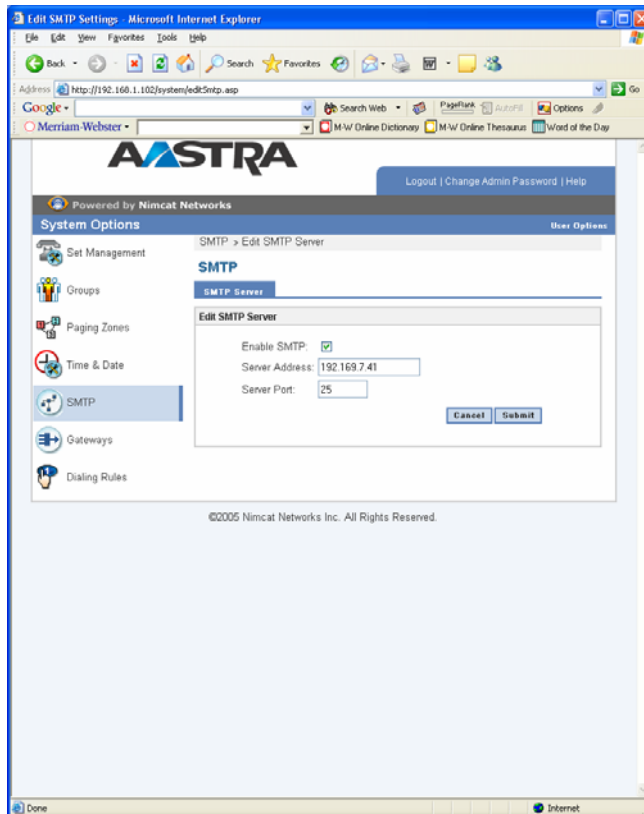 Edit SMTP Settings - Microsoft Internet Explorer
File Edit View Favorites Tools Help
Back Search Favorites
Address http://192.168.1.102/system/editSmtp.asp Go
Google Search Web PageRank AutoFill Options
Merriam-Webster M-W Online Dictionary M-W Online Thesaurus Word of the Day
AASTRA
Logout | Change Admin Password | Help
Powered by Nimcat Networks
System Options User Options
SMTP > Edit SMTP Server
Set Management
SMTP
Groups
SMTP Server
Edit SMTP Server
Paging Zones
Enable SMTP:
Time & Date
Server Address: 192.169.7.41
Server Port: 25
SMTP
Cancel Submit
Gateways
Dialing Rules
©2005 Nimcat Networks Inc. All Rights Reserved.
Done Internet